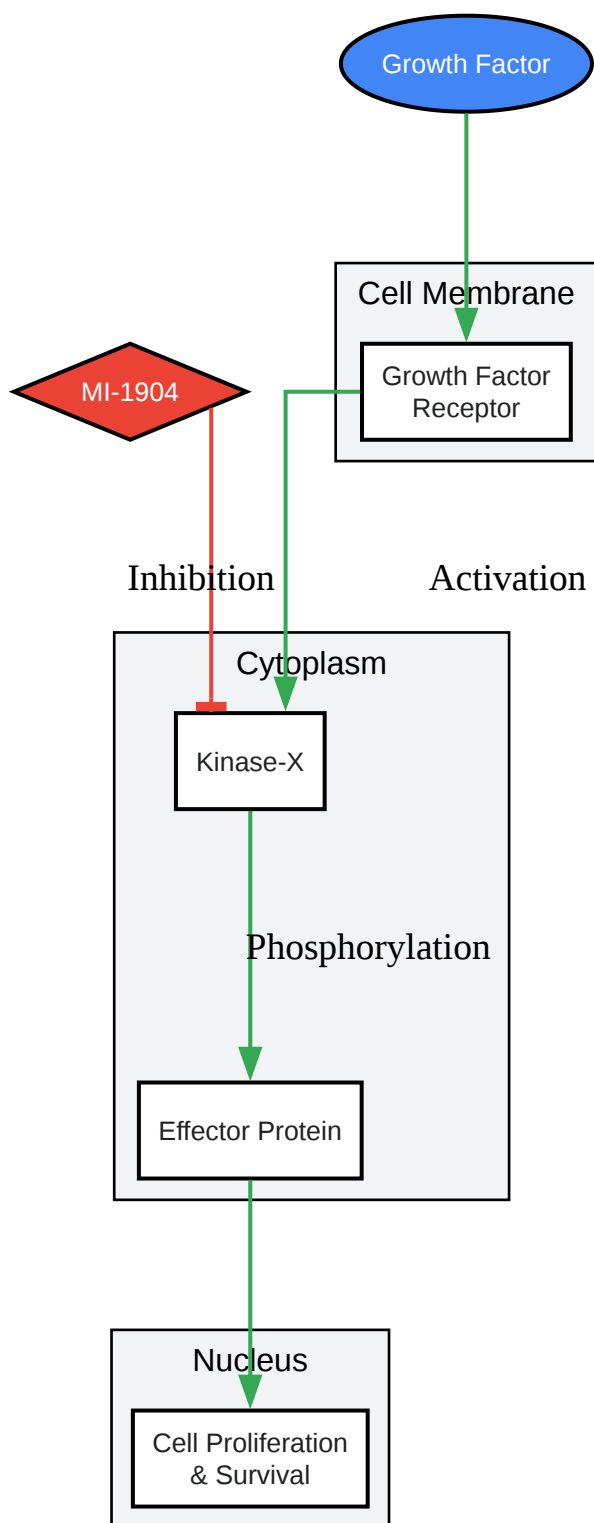 Growth Factor
Cell Membrane
Growth Factor
Receptor
MI-1904
Inhibition
Activation
Cytoplasm
Kinase-X
Phosphorylation
Effector Protein
Nucleus
Cell Proliferation
& Survival